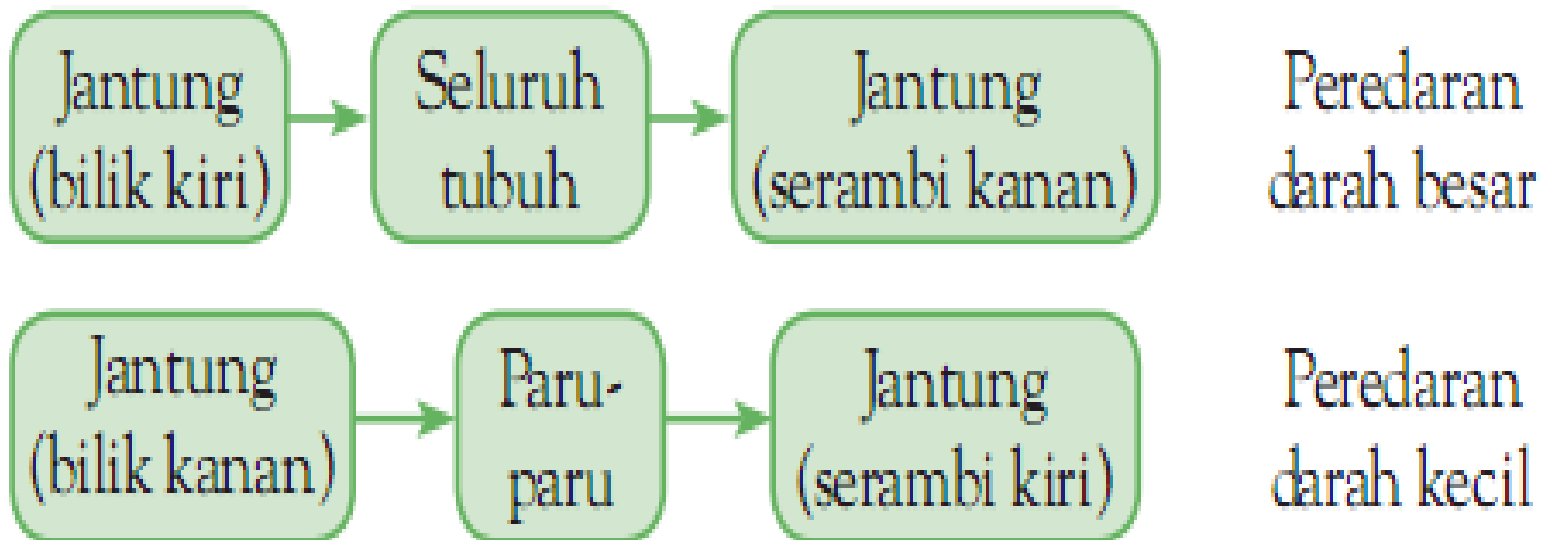 Jantung
(bilik kiri)
Seluruh
tubuh
Jantung
(serambi kanan)
Peredaran
darah besar
Jantung
(bilik kanan)
Paru-
paru
Jantung
(serambi kiri)
Peredaran
darah kecil